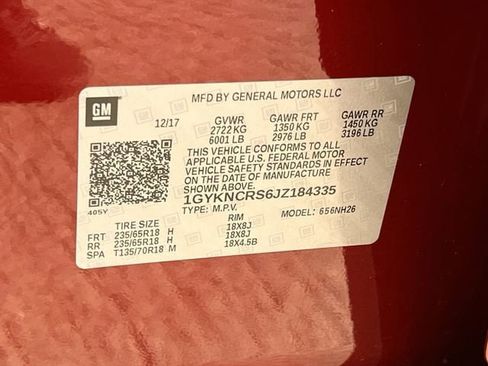 GM
MFD BY GENERAL MOTORS LLC
12/17 GVWR GAWR FRT GAWR RR
2722 KG 1350 KG 1450 KG
6001 LB 2976 LB 3196 LB
THIS VEHICLE CONFORMS TO ALL
APPLICABLE U.S. FEDERAL MOTOR
VEHICLE SAFETY STANDARDS IN EFFECT
ON THE DATE OF MANUFACTURE
SHOWN ABOVE
1GYKNCRS6JZ184335
405Y TYPE: M.P.V. MODEL: 656NH26
TIRE SIZE RIM
FRT 235/65R18 H 18X8J
RR 235/65R18 H 18X8J
SPA T135/70R18 M 18X4.5B